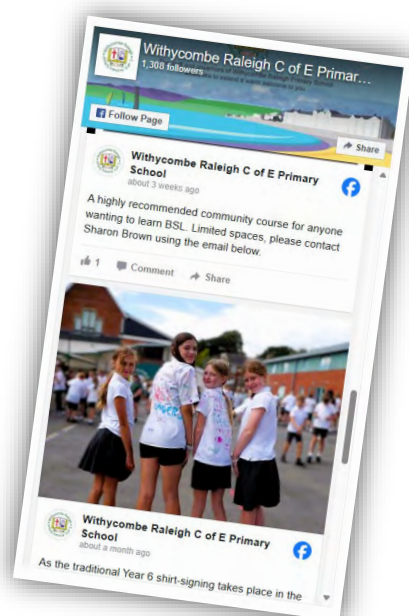 Withycombe Raleigh C of E Primar...
1,308 followers
Follow Page
Share
Withycombe Raleigh C of E Primary
School
about 3 weeks ago
A highly recommended community course for anyone
wanting to learn BSL. Limited spaces, please contact
Sharon Brown using the email below.
1 Comment Share
Withycombe Raleigh C of E Primary
School
about a month ago
As the traditional Year 6 shirt-signing takes place in the